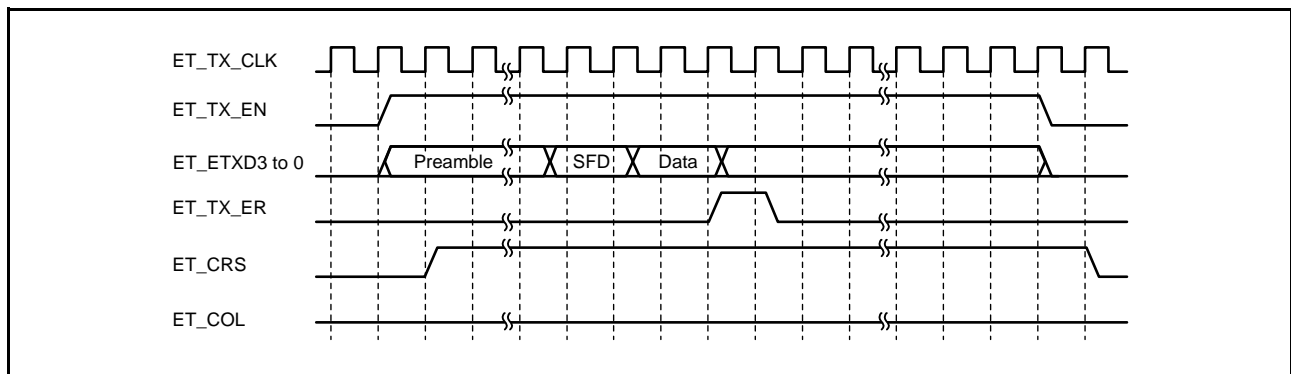 ET_TX_CLK
ET_TX_EN
ET_ETXD3 to 0
Preamble
SFD
Data
ET_TX_ER
ET_CRS
ET_COL